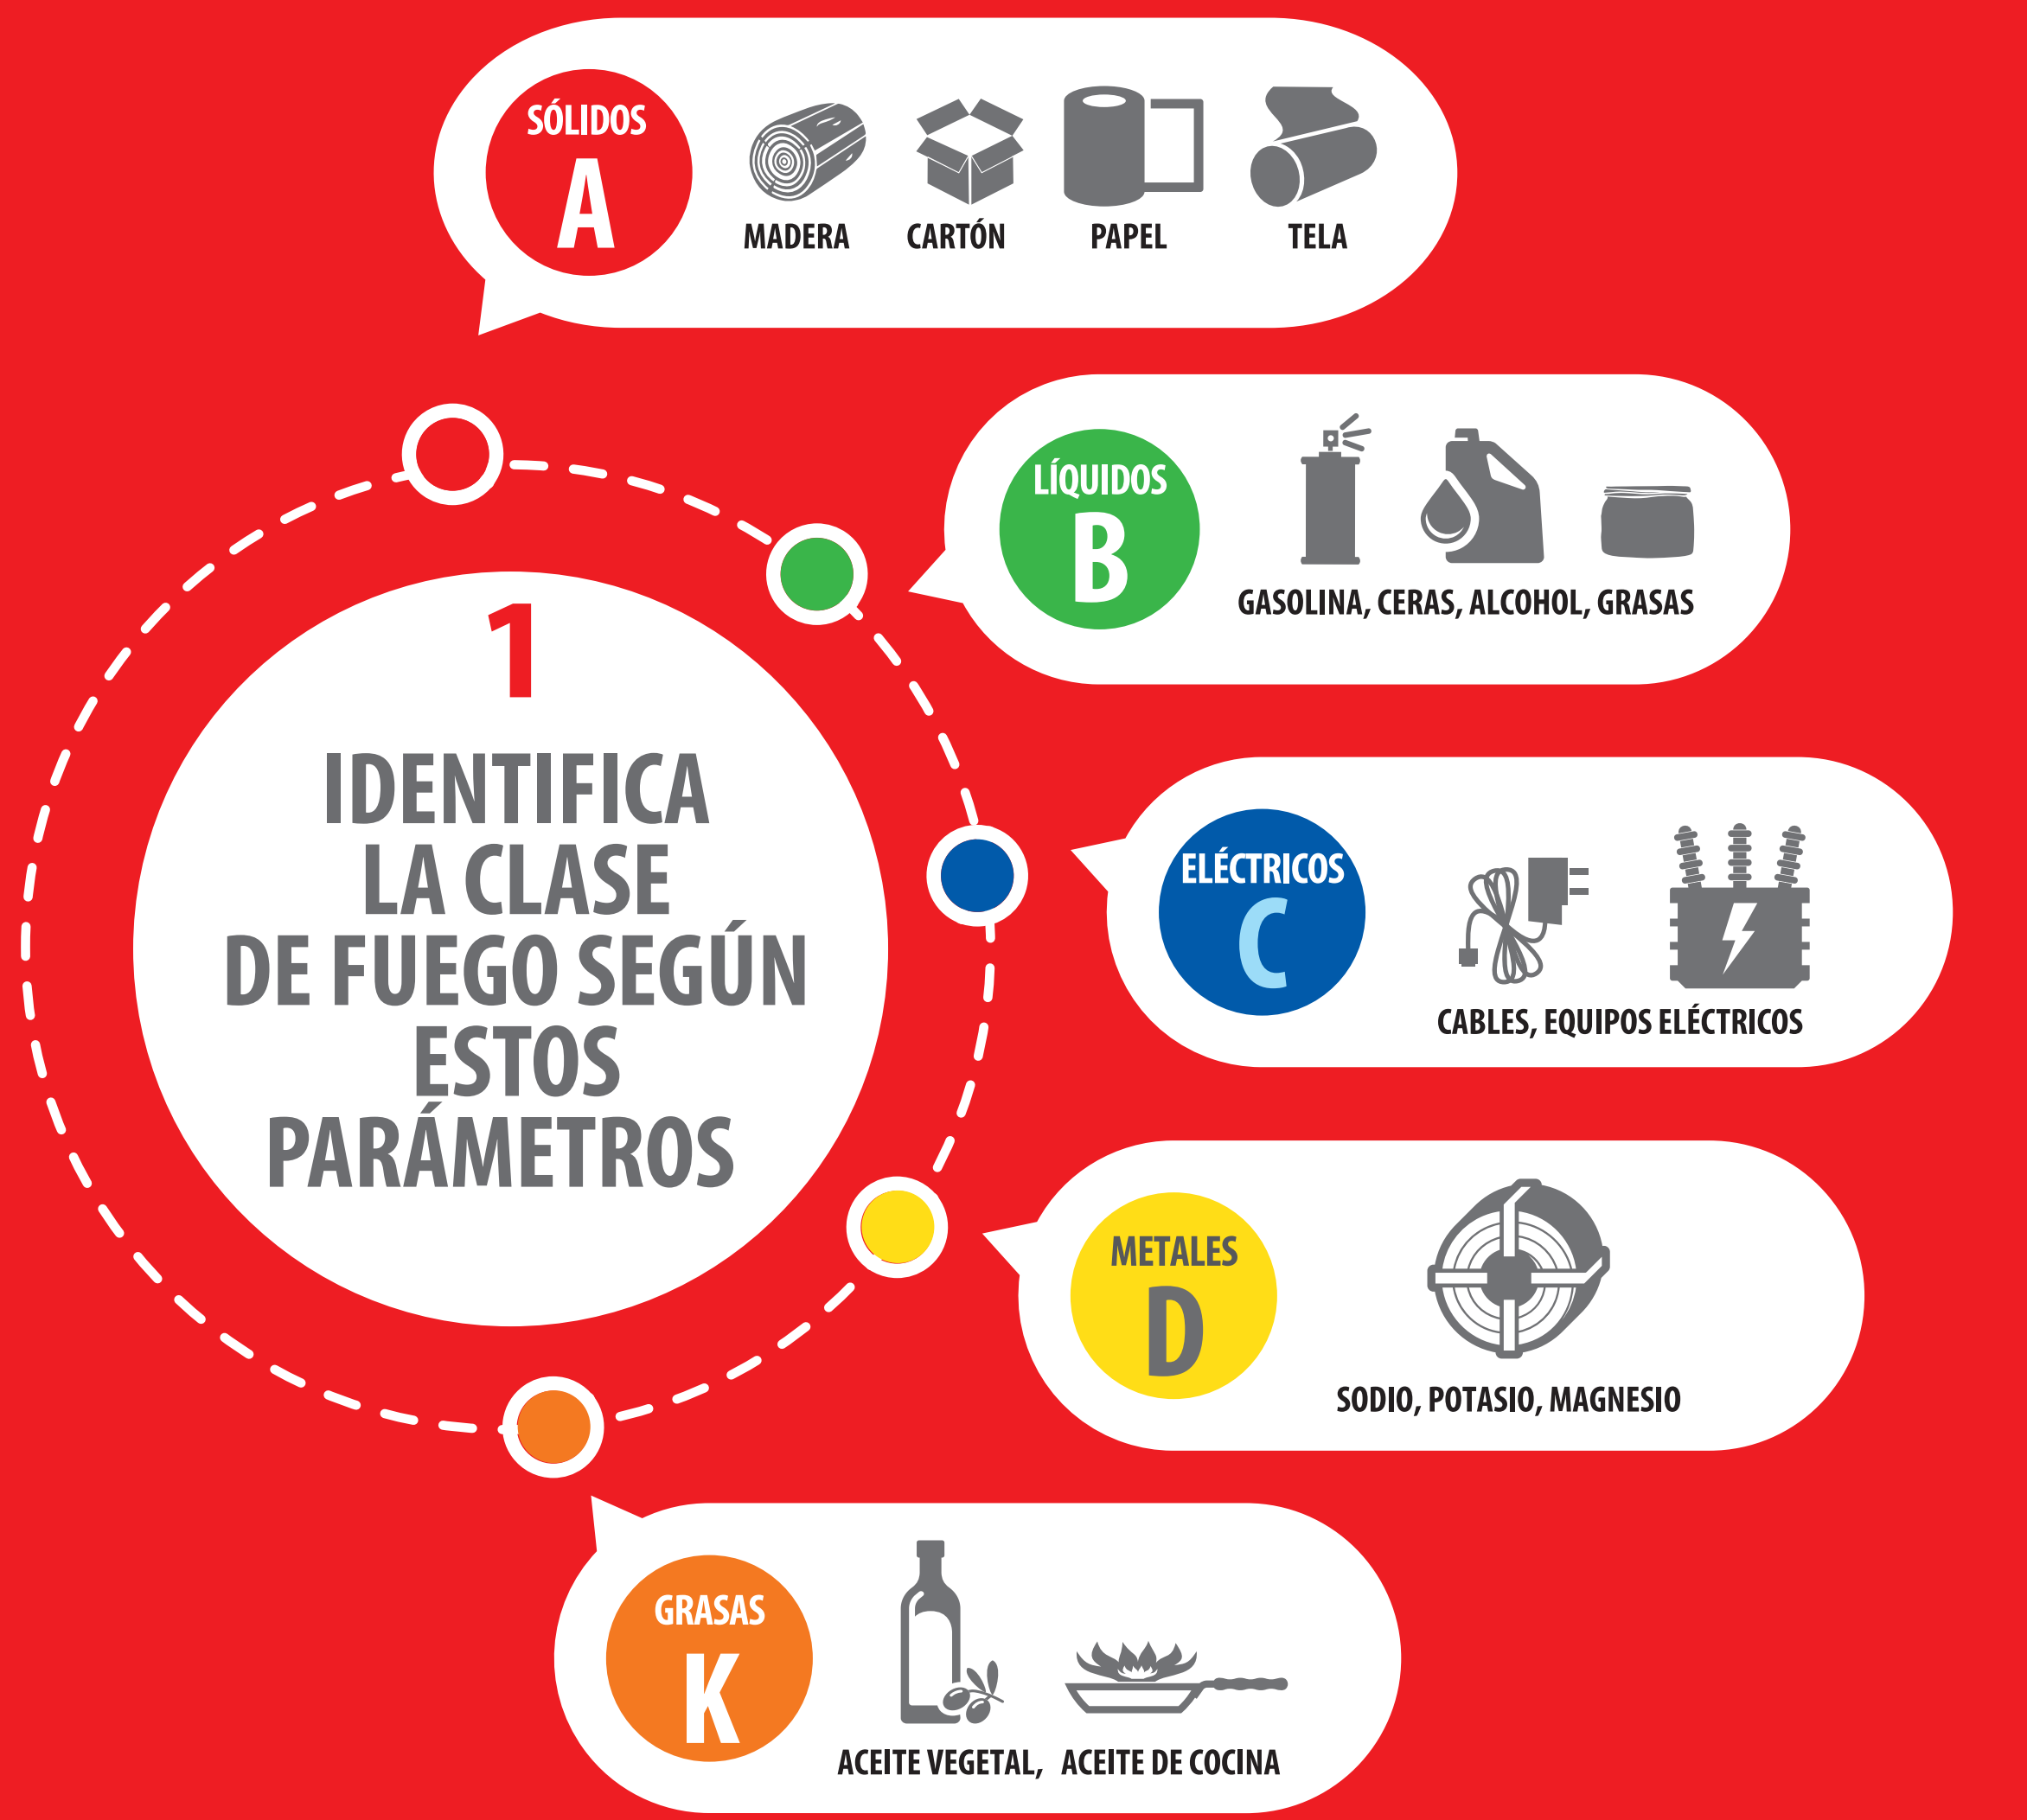 SÓLIDOS
A
MADERA
CARTÓN
PAPEL
TELA
LÍQUIDOS
B
GASOLINA, CERAS, ALCOHOL, GRASAS
1
IDENTIFICA
LA CLASE
DE FUEGO SEGÚN
ESTOS
PARÁMETROS
ELÉCTRICOS
C
CABLES, EQUIPOS ELÉCTRICOS
METALES
D
SODIO, POTASIO, MAGNESIO
GRASAS
K
ACEITE VEGETAL, ACEITE DE COCINA